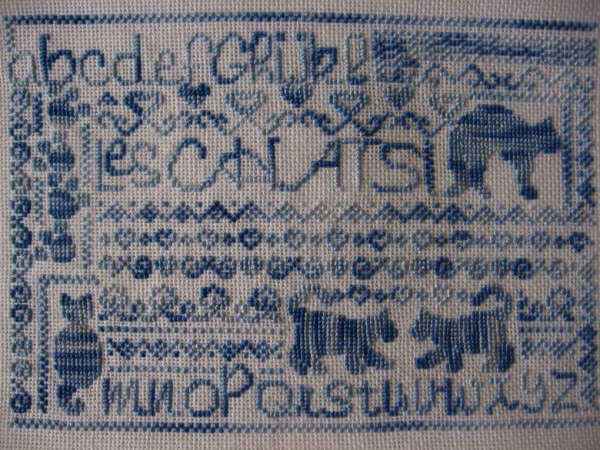 abcdefGhijkl
Les CHATS
mnoPQrstuvwxyz